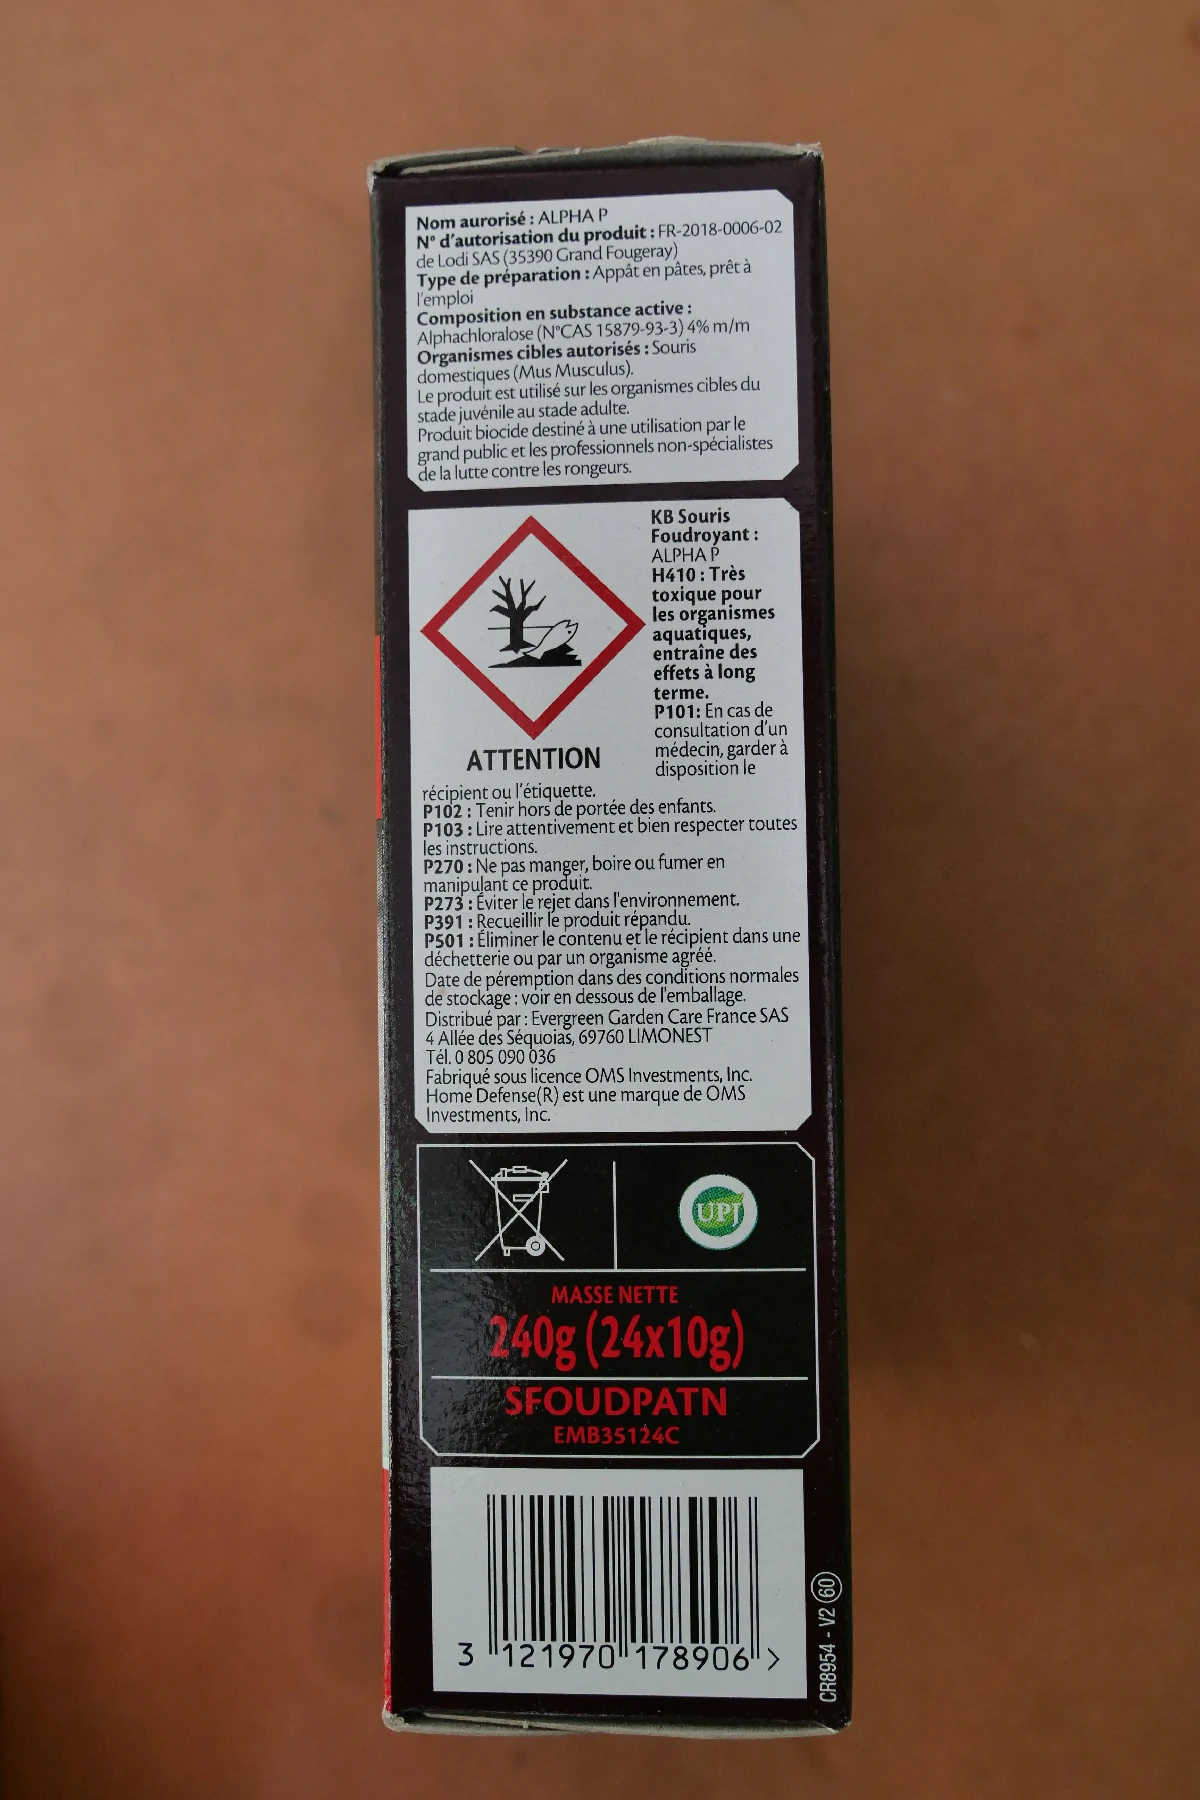 Nom aurorisé : ALPHA P
N° d'autorisation du produit : FR-2018-0006-02
de Lodi SAS (35390 Grand Fougeray)
Type de préparation : Appât en pâtes, prêt à
l'emploi
Composition en substance active :
Alphachloralose (N°CAS 15879-93-3) 4% m/m
Organismes cibles autorisés : Souris
domestiques (Mus Musculus).
Le produit est utilisé sur les organismes cibles du
stade juvénile au stade adulte.
Produit biocide destiné à une utilisation par le
grand public et les professionnels non-spécialistes
de la lutte contre les rongeurs.
KB Souris
Foudroyant :
ALPHA P
H410 : Très
toxique pour
les organismes
aquatiques,
entraîne des
effets à long
terme.
P101: En cas de
consultation d'un
médecin, garder à
disposition le
ATTENTION
récipient ou l'étiquette.
P102 : Tenir hors de portée des enfants.
P103 : Lire attentivement et bien respecter toutes
les instructions.
P270 : Ne pas manger, boire ou fumer en
manipulant ce produit.
P273 : Éviter le rejet dans l'environnement.
P391 : Recueillir le produit répandu.
P501 : Éliminer le contenu et le récipient dans une
déchetterie ou par un organisme agréé.
Date de péremption dans des conditions normales
de stockage : voir en dessous de l'emballage.
Distribué par : Evergreen Garden Care France SAS
4 Allée des Séquoias, 69760 LIMONEST
Tél. 0 805 090 036
Fabriqué sous licence OMS Investments, Inc.
Home Defense(R) est une marque de OMS
Investments, Inc.
UPJ
MASSE NETTE
240g (24x10g)
SFOUDPATN
EMB35124C
3 121970 178906 >
CR8954 - V2 60